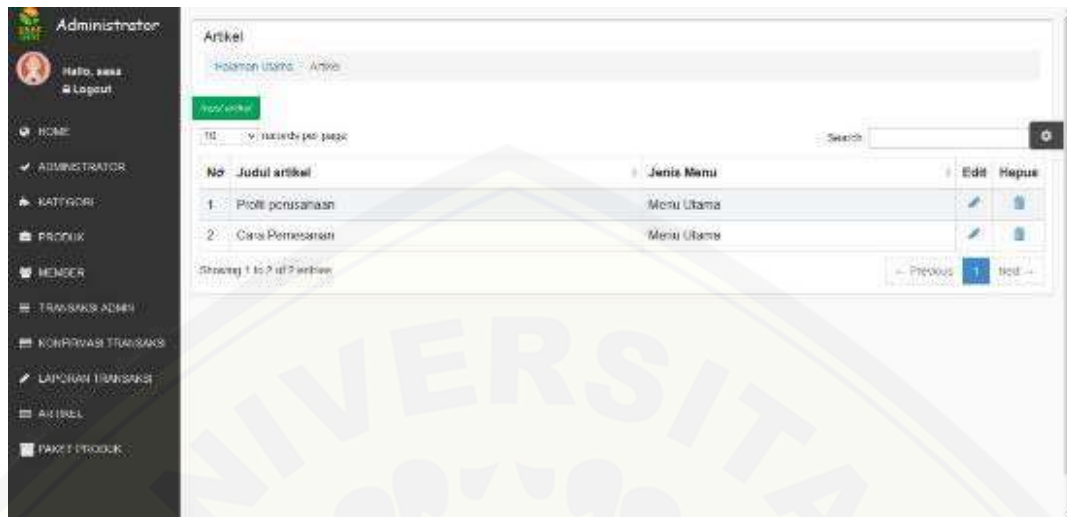 Administrator
Hallo, sasa
Logout
HOME
ADMINISTRATOR
KATEGORI
PRODUK
MEMBER
TRANSAKSI ADMIN
KONFIRMASI TRANSAKSI
LAPORAN TRANSAKSI
ARTIKEL
PAKET PRODUK
Artikel
Halaman Utama Artikel
10 records per page
Search
No Judul artikel Jenis Menu Edit Hapus
1 Profil perusahaan Menu Utama
2 Cara Pemesanan Menu Utama
Showing 1 to 2 of 2 entries
← Previous 1 Next →
UNIVERSITA